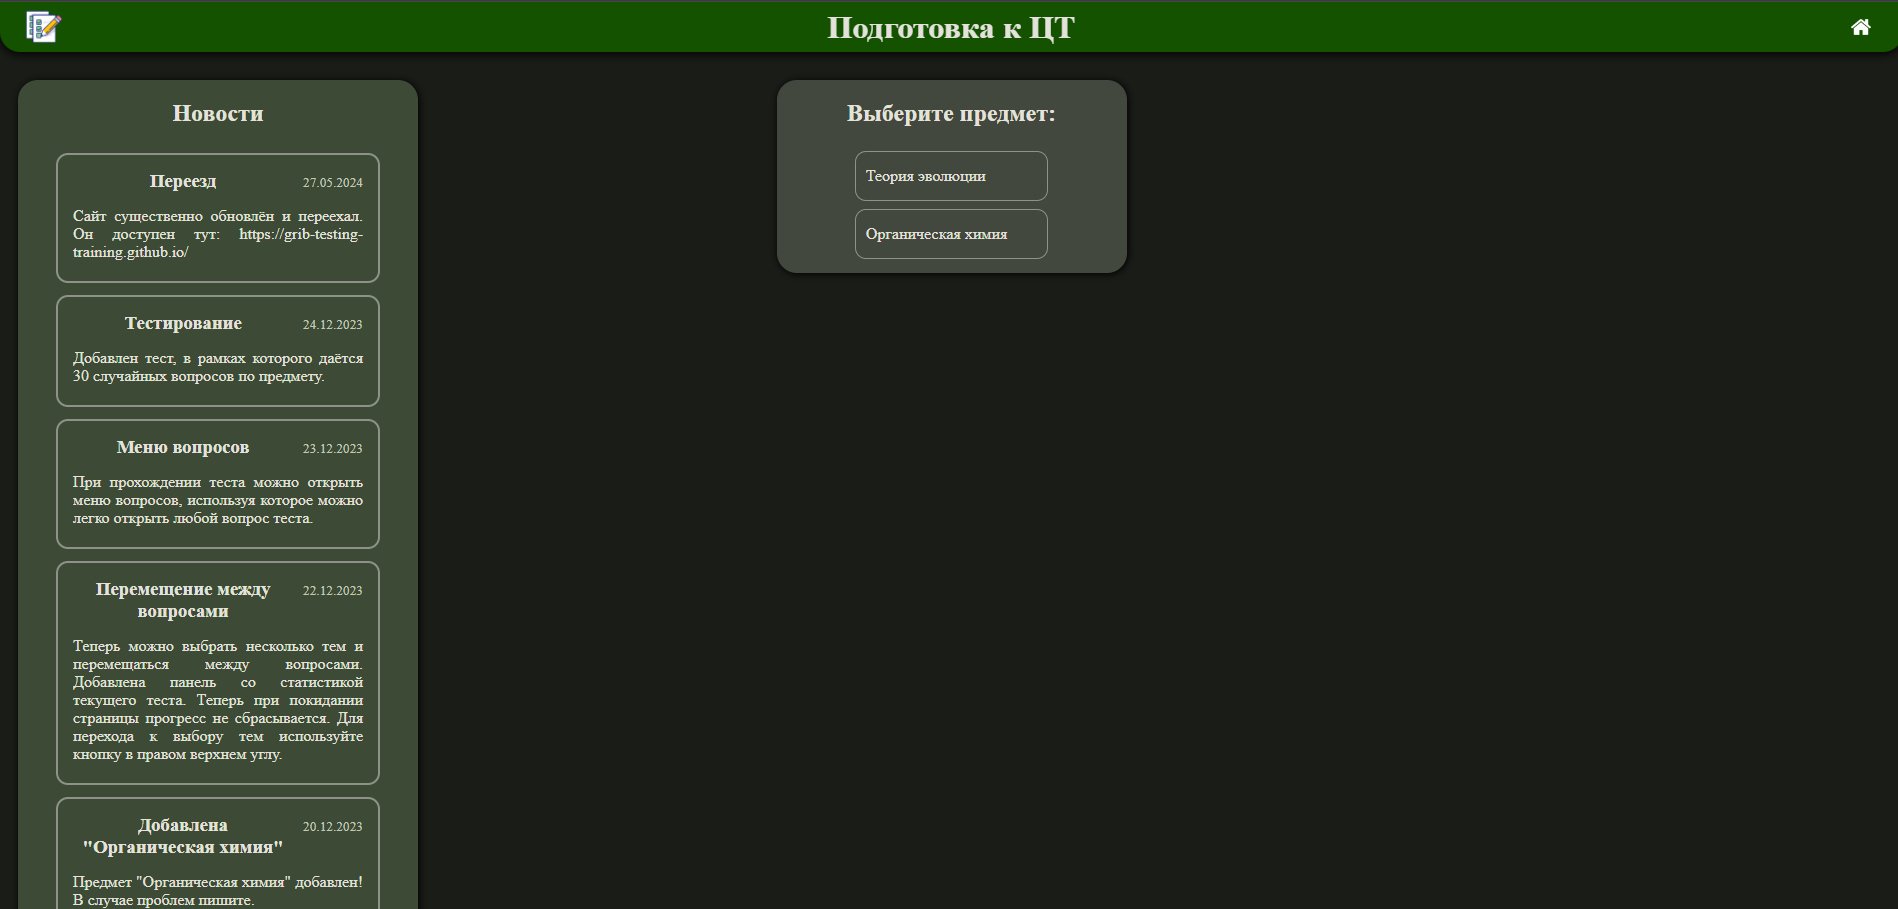 Подготовка к ЦТ
Новости
Переезд
27.05.2024
Сайт существенно обновлён и переехал.
Он доступен тут: https://grib-testing-
training.github.io/
Тестирование
24.12.2023
Добавлен тест, в рамках которого даётся
30 случайных вопросов по предмету.
Меню вопросов
23.12.2023
При прохождении теста можно открыть
меню вопросов, используя которое можно
легко открыть любой вопрос теста.
Перемещение между
вопросами
22.12.2023
Теперь можно выбрать несколько тем и
перемещаться между вопросами.
Добавлена панель со статистикой
текущего теста. Теперь при покидании
страницы прогресс не сбрасывается. Для
перехода к выбору тем используйте
кнопку в правом верхнем углу.
Добавлена
"Органическая химия"
20.12.2023
Предмет "Органическая химия" добавлен!
В случае проблем пишите.
Выберите предмет:
Теория эволюции
Органическая химия